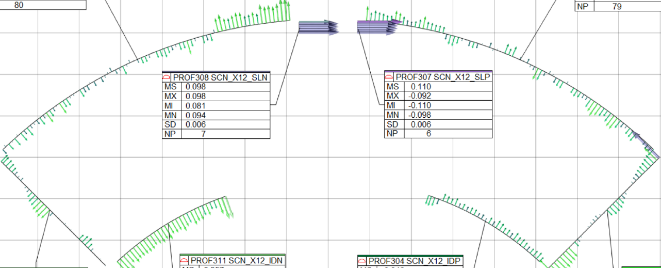 80
NP 79
PROF308 SCN_X12_SLN
MS 0.098
MX 0.098
MI 0.081
MN 0.094
SD 0.006
NP 7
PROF307 SCN_X12_SLP
MS 0.110
MX -0.092
MI -0.110
MN -0.098
SD 0.006
NP 6
PROF311 SCN_X12_IDN
PROF304 SCN_X12_IDP